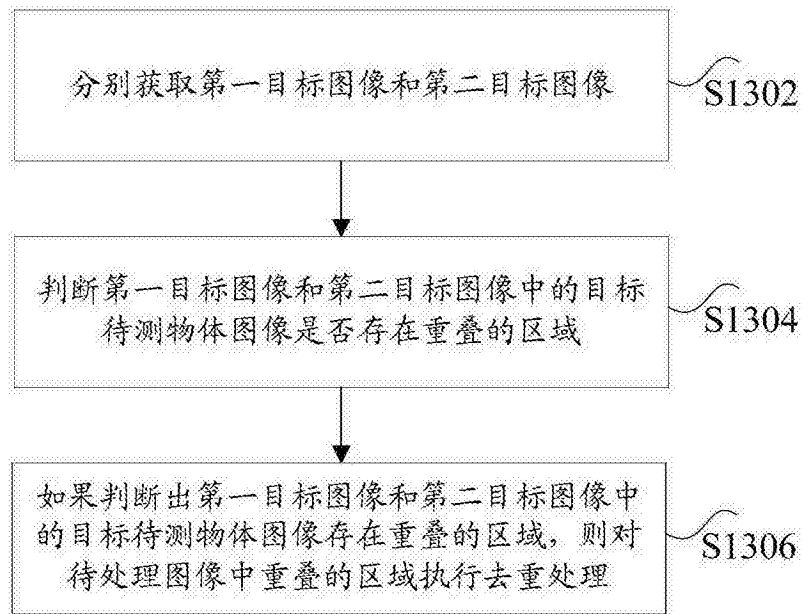 分别获取第一目标图像和第二目标图像
S1302
判断第一目标图像和第二目标图像中的目标
待测物体图像是否存在重叠的区域
S1304
如果判断出第一目标图像和第二目标图像中
的目标待测物体图像存在重叠的区域，则对
待处理图像中重叠的区域执行去重处理
S1306